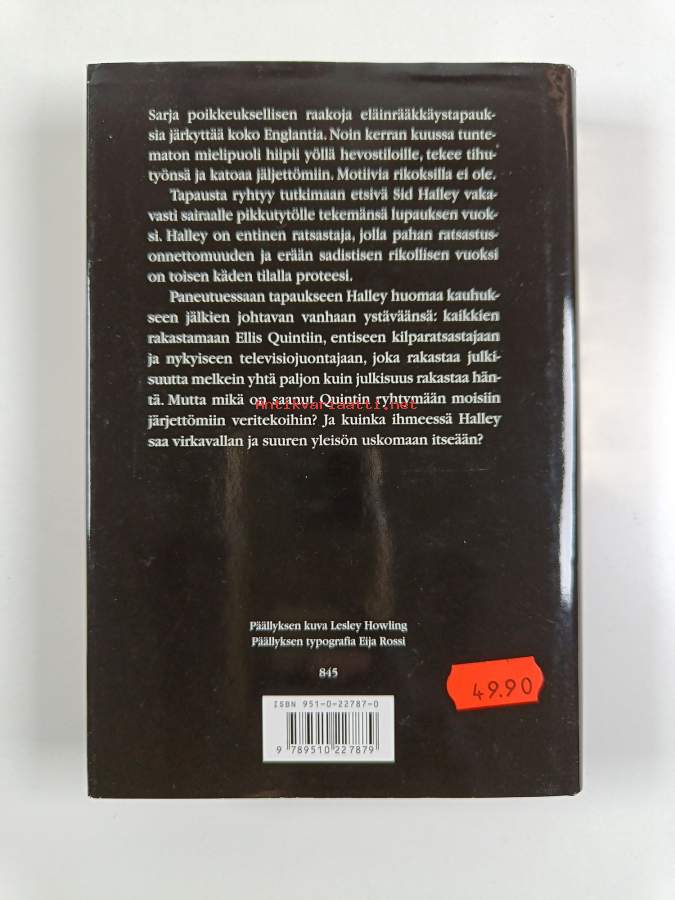 Sarja poikkeuksellisen raakoja eläinrääkkäystapauk-
sia järkyttää koko Englantia. Noin kerran kuussa tunte-
maton mielipuoli hiipii yöllä hevostiloille, tekee tihu-
työnsä ja katoaa jäljettömiin. Motiivia rikoksilla ei ole.
Tapausta ryhtyy tutkimaan etsivä Sid Halley vaka-
vasti sairaalle pikkutytölle tekemänsä lupauksen vuok-
si. Halley on entinen ratsastaja, jolla pahan ratsastus-
onnettomuuden ja erään sadistisen rikollisen vuoksi
on toisen käden tilalla proteesi.
Paneutuessaan tapaukseen Halley huomaa kauhuk-
seen jälkien johtavan vanhaan ystäväänsä: kaikkien
rakastamaan Ellis Quintiin, entiseen kilparatsastajaan
ja nykyiseen televisiojuontajaan, joka rakastaa julki-
suutta melkein yhtä paljon kuin julkisuus rakastaa hän-
tä. Mutta mikä on saanut Quintin ryhtymään moisiin
Antikvariaatti.net
järjettömiin veritekoihin? Ja kuinka ihmeessä Halley
saa virkavallan ja suuren yleisön uskomaan itseään?
Päällyksen kuva Lesley Howling
Päällyksen typografia Eija Rossi
845
49.90
ISBN 951-0-22787-0
9 789510 227879